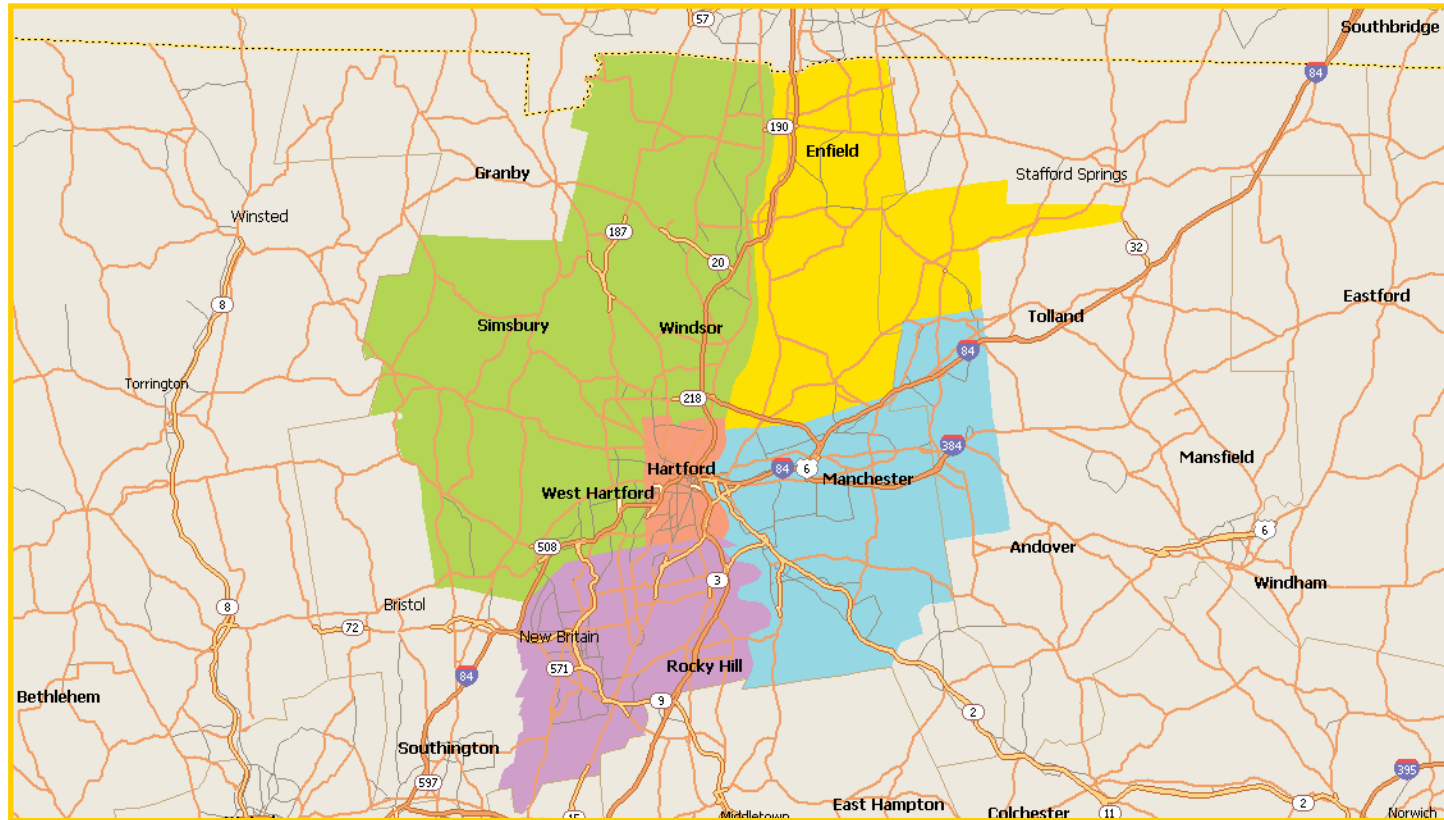 57
Southbridge
84
190
Enfield
Granby
Stafford Springs
Winsted
187
32
20
8
Eastford
Simsbury
Windsor
Tolland
84
Torrington
218
384
Hartford
84
6
Manchester
Mansfield
West Hartford
6
508
Andover
3
Windham
Bristol
8
72
New Britain
571
Rocky Hill
84
Bethlehem
9
2
Southington
395
597
East Hampton
2
Colchester
11
Norwich
15
Middletown